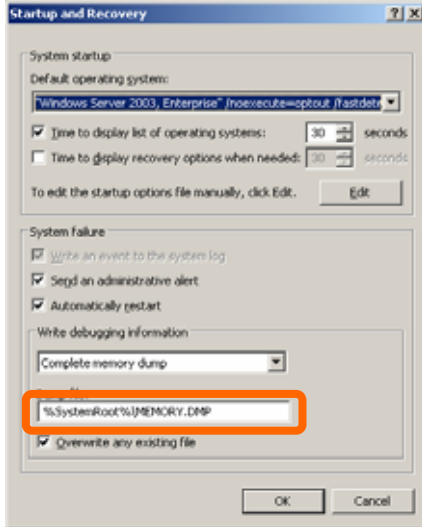 Startup and Recovery
System startup
Default operating system:
"Windows Server 2003, Enterprise" /noexecute=optout /fastdete
Time to display list of operating systems: 30 seconds
Time to display recovery options when needed: 30 seconds
To edit the startup options file manually, click Edit. Edit
System failure
Write an event to the system log
Send an administrative alert
Automatically restart
Write debugging information
Complete memory dump
%SystemRoot%\MEMORY.DMP
Overwrite any existing file
OK Cancel